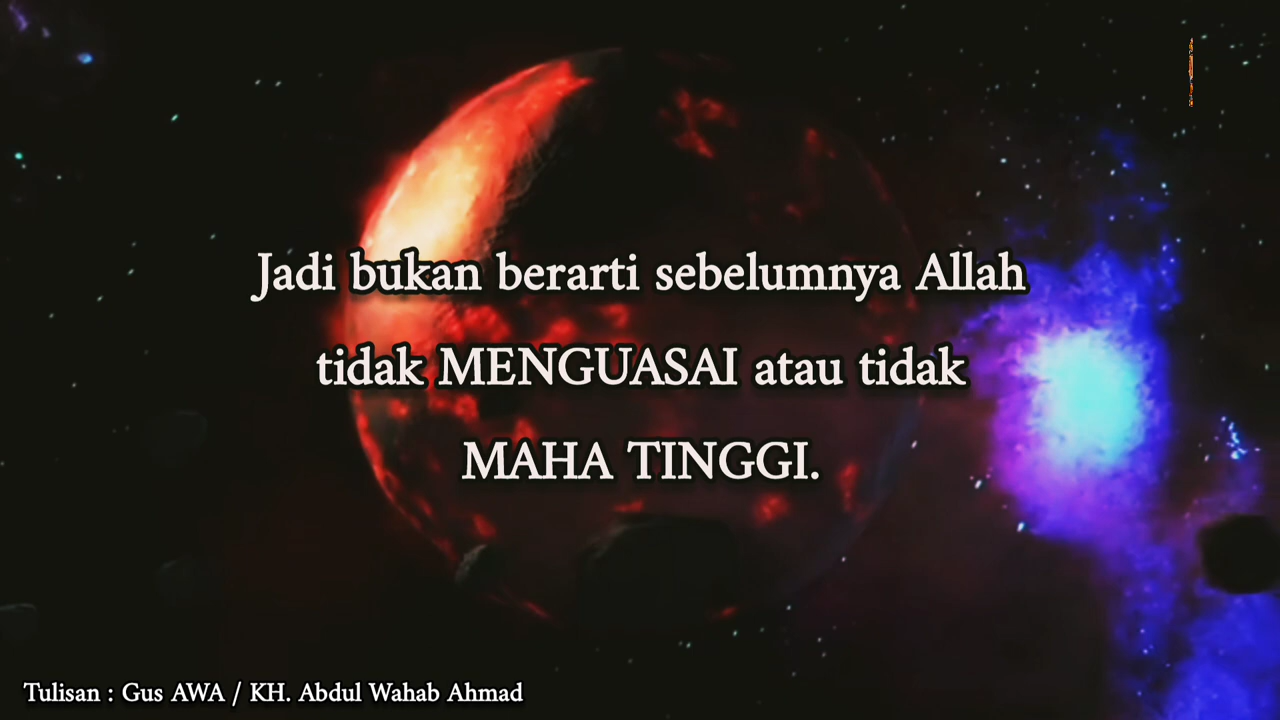 Jadi bukan berarti sebelumnya Allah
tidak MENGUASAI atau tidak
MAHA TINGGI.
Tulisan : Gus AWA / KH. Abdul Wahab Ahmad